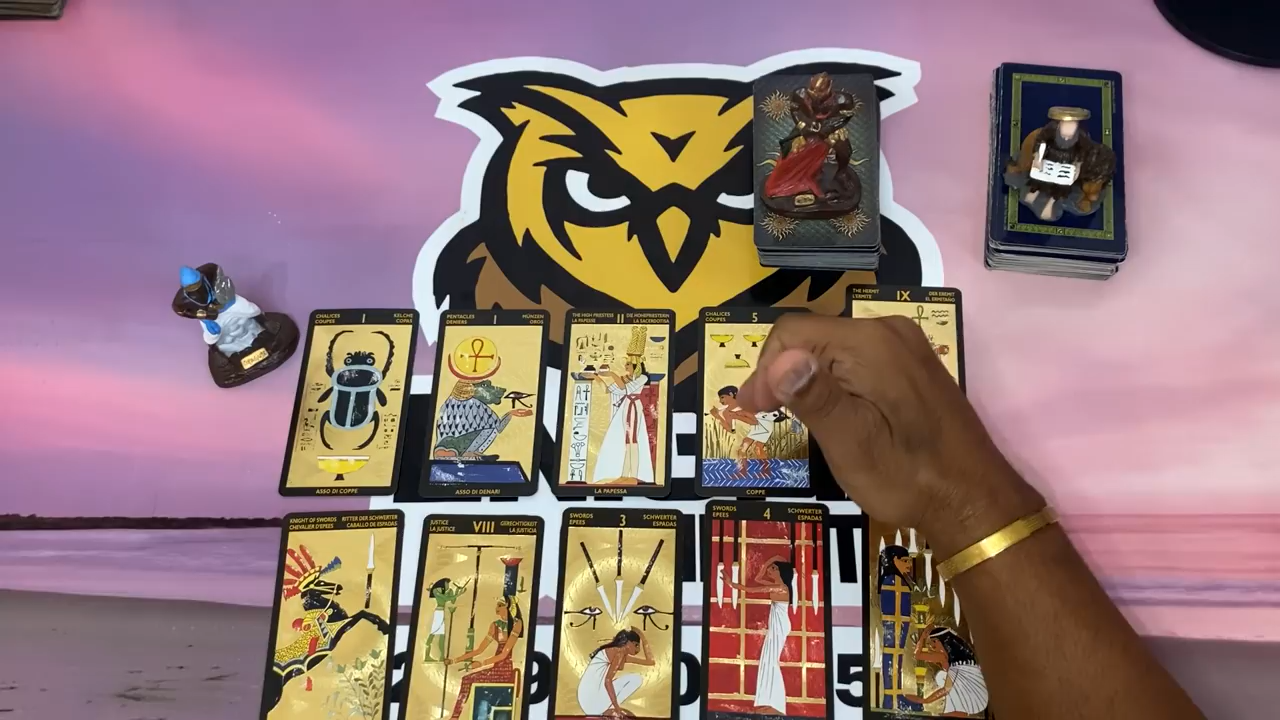 CHALICES I KELCHE
COUPES COPAS
ASSO DI COPPE
PENTACLES I MÜNZEN
DENIERS OROS
ASSO DI DENARI
THE HIGH PRIESTESS II DIE HOHEPRIESTERIN
LA PAPESSE LA SACERDOTISA
LA PAPESSA
CHALICES 5
COUPES
COPPE
THE HERMIT IX DER EREMIT
L'ERMITE EL ERMITAÑO
KNIGHT OF SWORDS RITTER DER SCHWERTER
CHEVALIER D'EPEES CABALLO DE ESPADAS
JUSTICE VIII GERECHTIGKEIT
LA JUSTICE LA JUSTICIA
SWORDS 3 SCHWERTER
EPEES ESPADAS
SWORDS 4 SCHWERTER
EPEES ESPADAS